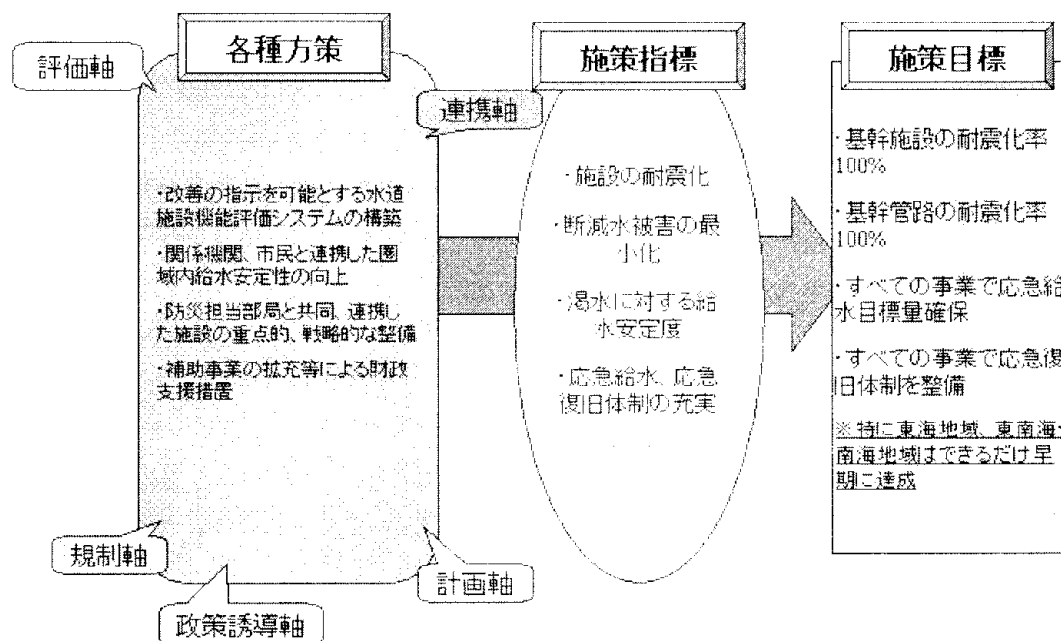 各種方策
評価軸
連携軸
・改善の指示を可能とする水道
施設機能評価システムの構築
・関係機関、市民と連携した圏
域内給水安定性の向上
・防災担当部局と共同、連携し
た施設の重点的、戦略的な整備
・補助事業の拡充等による財政
支援措置
規制軸
計画軸
政策誘導軸
施策指標
・施設の耐震化
・断減水被害の最
小化
・渇水に対する給
水安定度
・応急給水、応急
復旧体制の充実
施策目標
・基幹施設の耐震化率
100%
・基幹管路の耐震化率
100%
・すべての事業で応急給
水目標量確保
・すべての事業で応急復
旧体制を整備
※特に東海地域、東南海・
南海地域はできるだけ早
期に達成